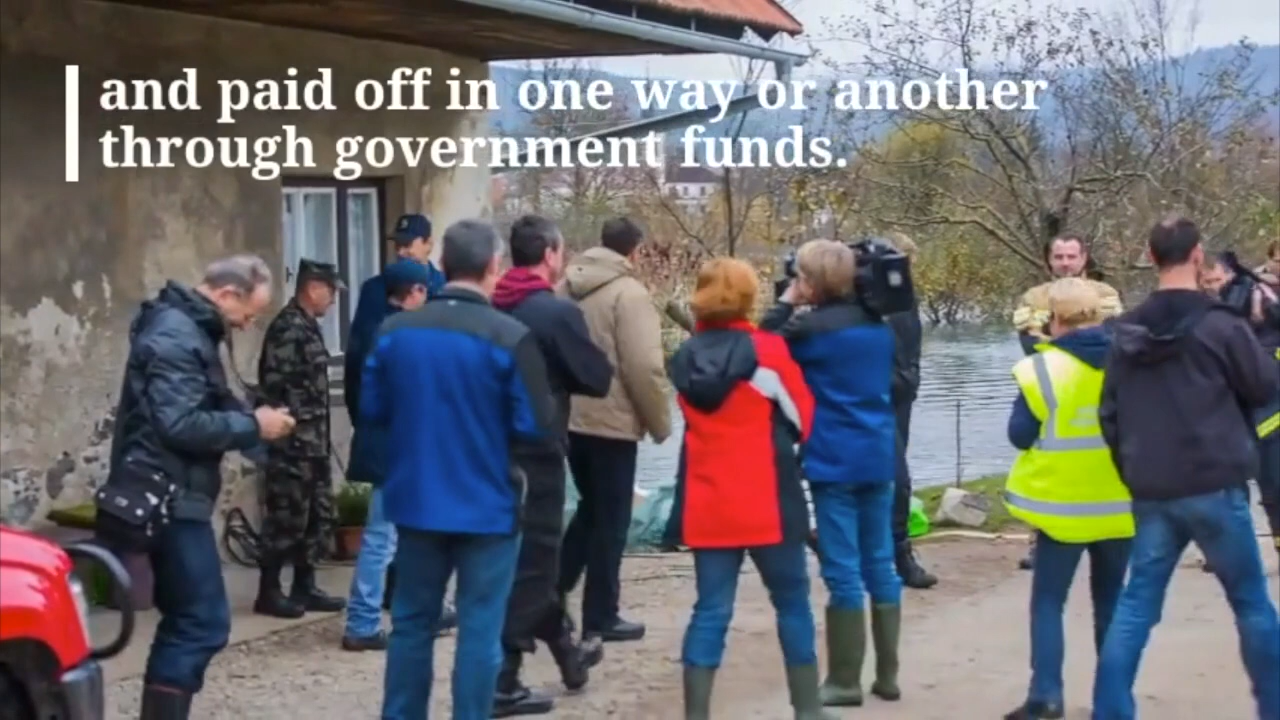 and paid off in one way or another
through government funds.